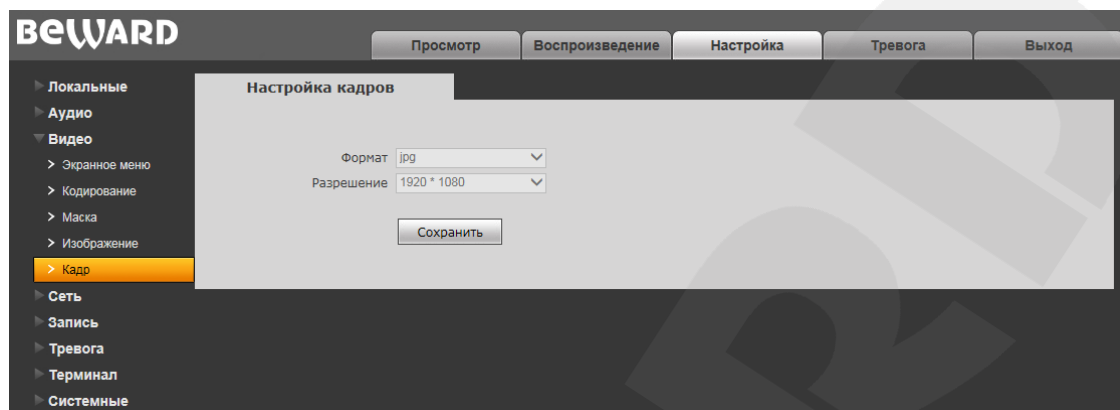 BEWARD
Просмотр Воспроизведение Настройка Тревога Выход
Локальные
Аудио
Видео
Экранное меню
Кодирование
Маска
Изображение
Кадр
Сеть
Запись
Тревога
Терминал
Системные
Настройка кадров
Формат jpg
Разрешение 1920 * 1080
Сохранить